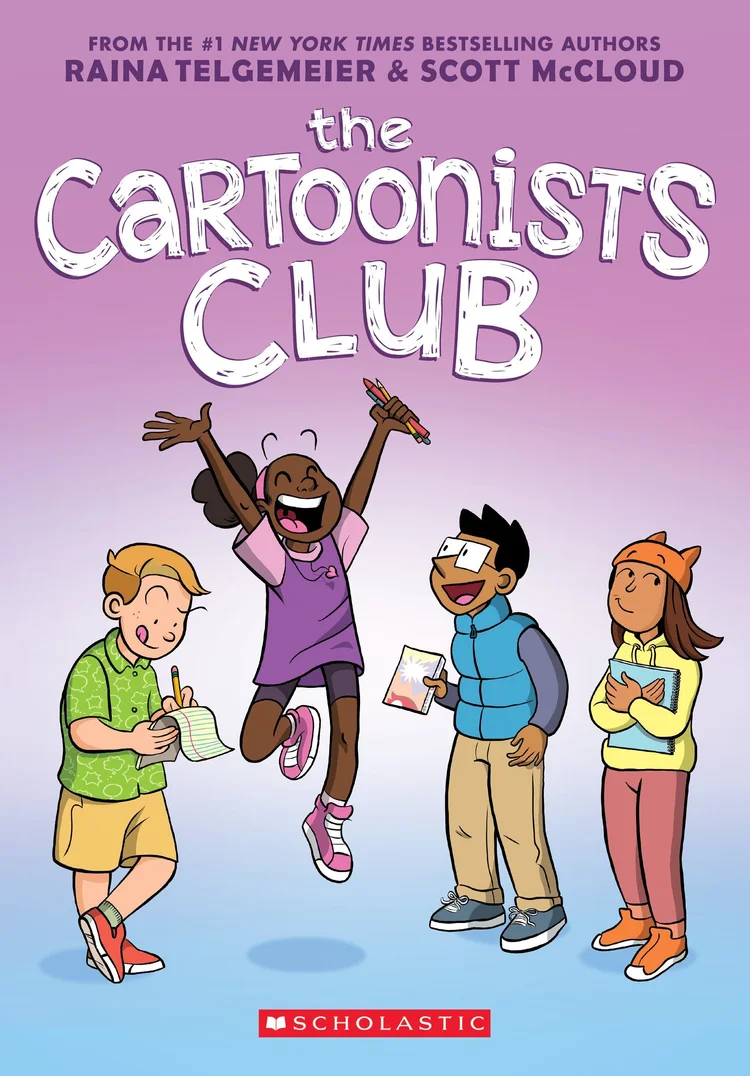 FROM THE #1 NEW YORK TIMES BESTSELLING AUTHORS
RAINA TELGEMEIER & SCOTT McCLOUD
the
CARTOONISTS
CLUB
SCHOLASTIC